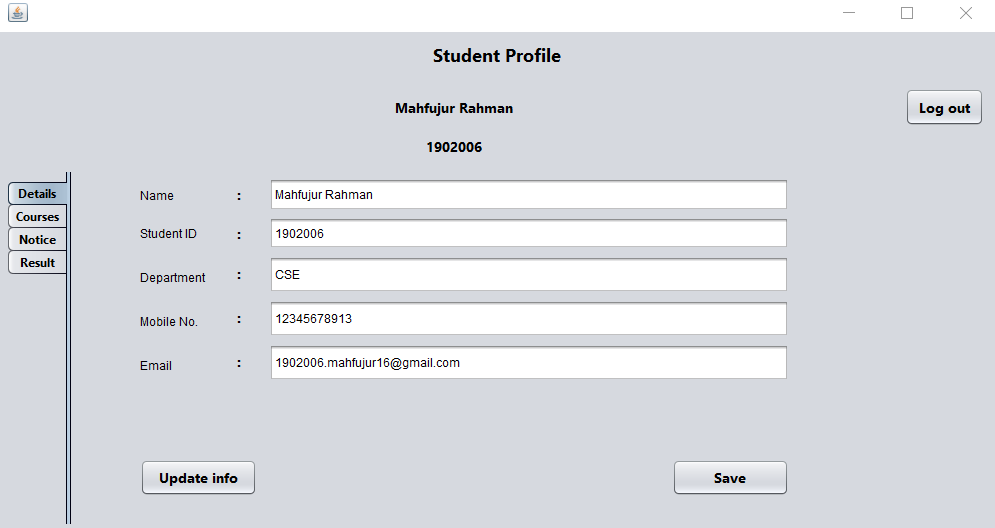 Student Profile
Mahfujur Rahman
Log out
1902006
Details
Courses
Notice
Result
Name : Mahfujur Rahman
Student ID : 1902006
Department : CSE
Mobile No. : 12345678913
Email : 1902006.mahfujur16@gmail.com
Update info
Save